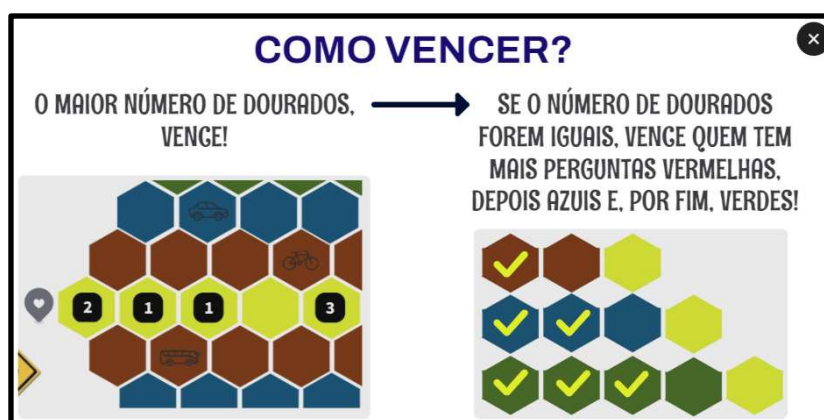 COMO VENCER?
O MAIOR NÚMERO DE DOURADOS,
VENCE!
SE O NÚMERO DE DOURADOS
FOREM IGUAIS, VENCE QUEM TEM
MAIS PERGUNTAS VERMELHAS,
DEPOIS AZUIS E, POR FIM, VERDES!
2 1 1 3